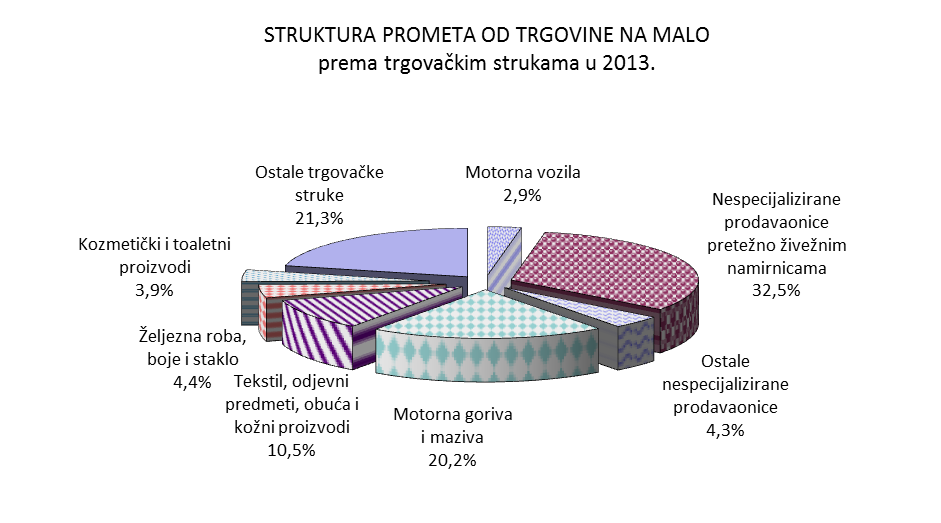 STRUKTURA PROMETA OD TRGOVINE NA MALO
prema trgovačkim strukama u 2013.
Motorna vozila
2,9%
Nespecijalizirane
prodavaonice
pretežno živežnim
namirnicama
32,5%
Ostale
nespecijalizirane
prodavaonice
4,3%
Motorna goriva
i maziva
20,2%
Tekstil, odjevni
predmeti, obuća i
kožni proizvodi
10,5%
Željezna roba,
boje i staklo
4,4%
Kozmetički i toaletni
proizvodi
3,9%
Ostale trgovačke
struke
21,3%